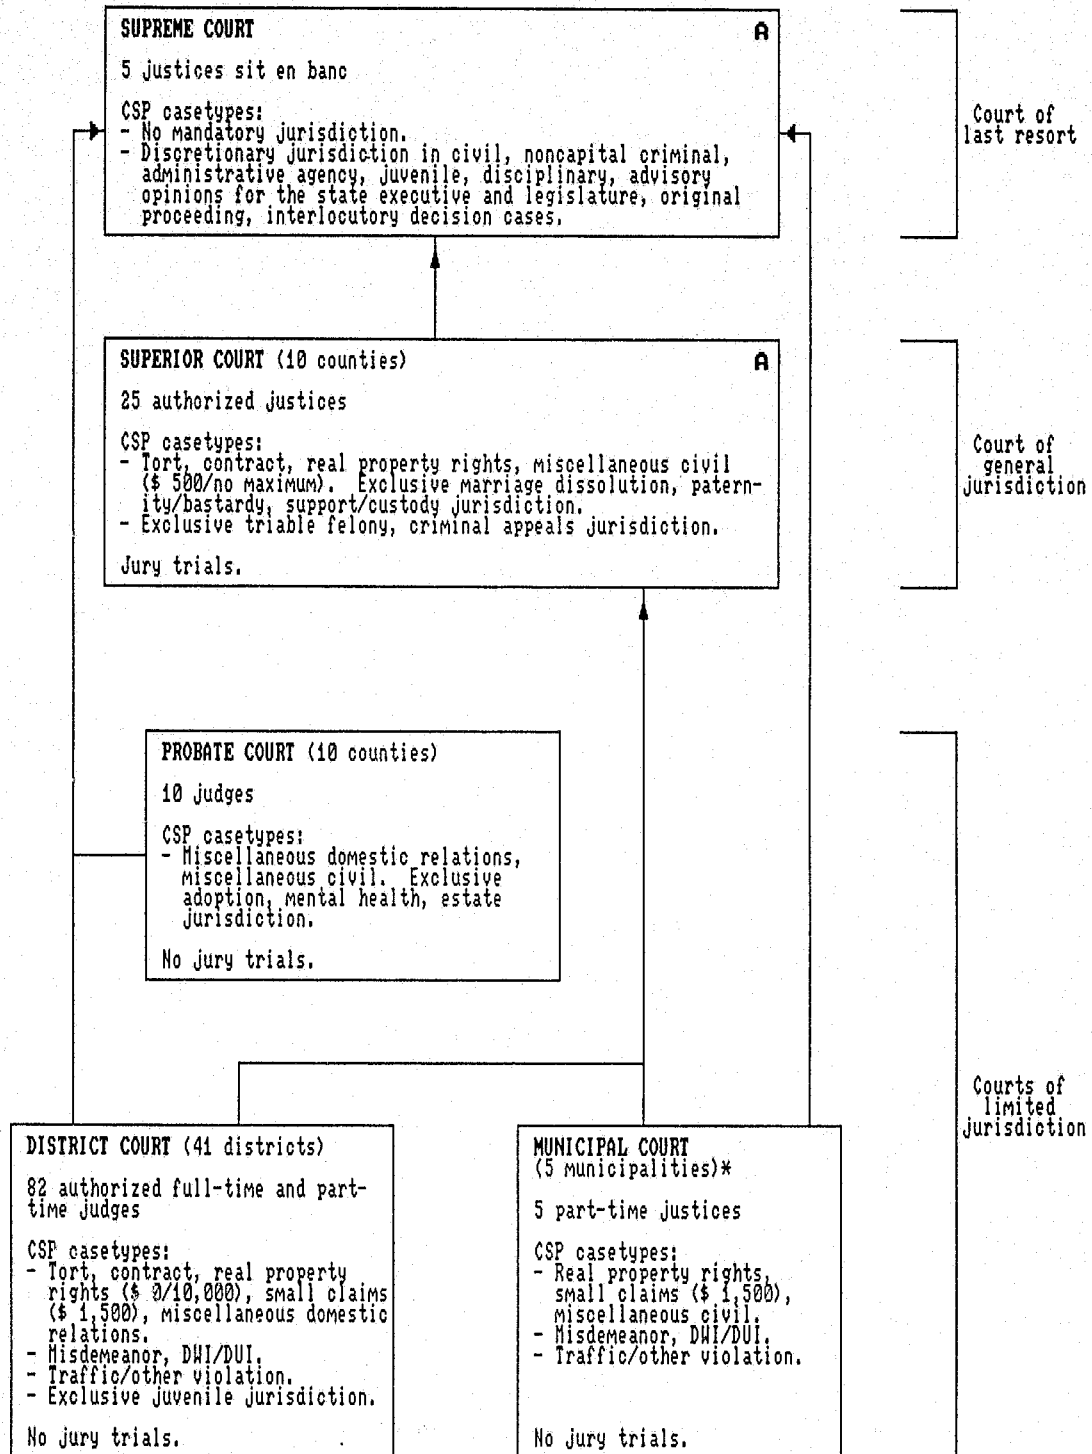 SUPREME COURT A
5 justices sit en banc
CSP casetypes:
- No mandatory jurisdiction.
- Discretionary jurisdiction in civil, noncapital criminal,
administrative agency, juvenile, disciplinary, advisory
opinions for the state executive and legislature, original
proceeding, interlocutory decision cases.
Court of
last resort
SUPERIOR COURT (10 counties) A
25 authorized justices
CSP casetypes:
- Tort, contract, real property rights, miscellaneous civil
($ 500/no maximum). Exclusive marriage dissolution, patern-
ity/bastardy, support/custody jurisdiction.
- Exclusive triable felony, criminal appeals jurisdiction.
Jury trials.
Court of
general
jurisdiction
PROBATE COURT (10 counties)
10 judges
CSP casetypes:
- Miscellaneous domestic relations,
miscellaneous civil. Exclusive
adoption, mental health, estate
jurisdiction.
No jury trials.
Courts of
limited
jurisdiction
DISTRICT COURT (41 districts)
82 authorized full-time and part-
time judges
CSP casetypes:
- Tort, contract, real property
rights ($ 0/10,000), small claims
($ 1,500), miscellaneous domestic
relations.
- Misdemeanor, DWI/DUI.
- Traffic/other violation.
- Exclusive juvenile jurisdiction.
No jury trials.
MUNICIPAL COURT
(5 municipalities)*
5 part-time justices
CSP casetypes:
- Real property rights,
small claims ($ 1,500),
miscellaneous civil.
- Misdemeanor, DWI/DUI.
- Traffic/other violation.
No jury trials.